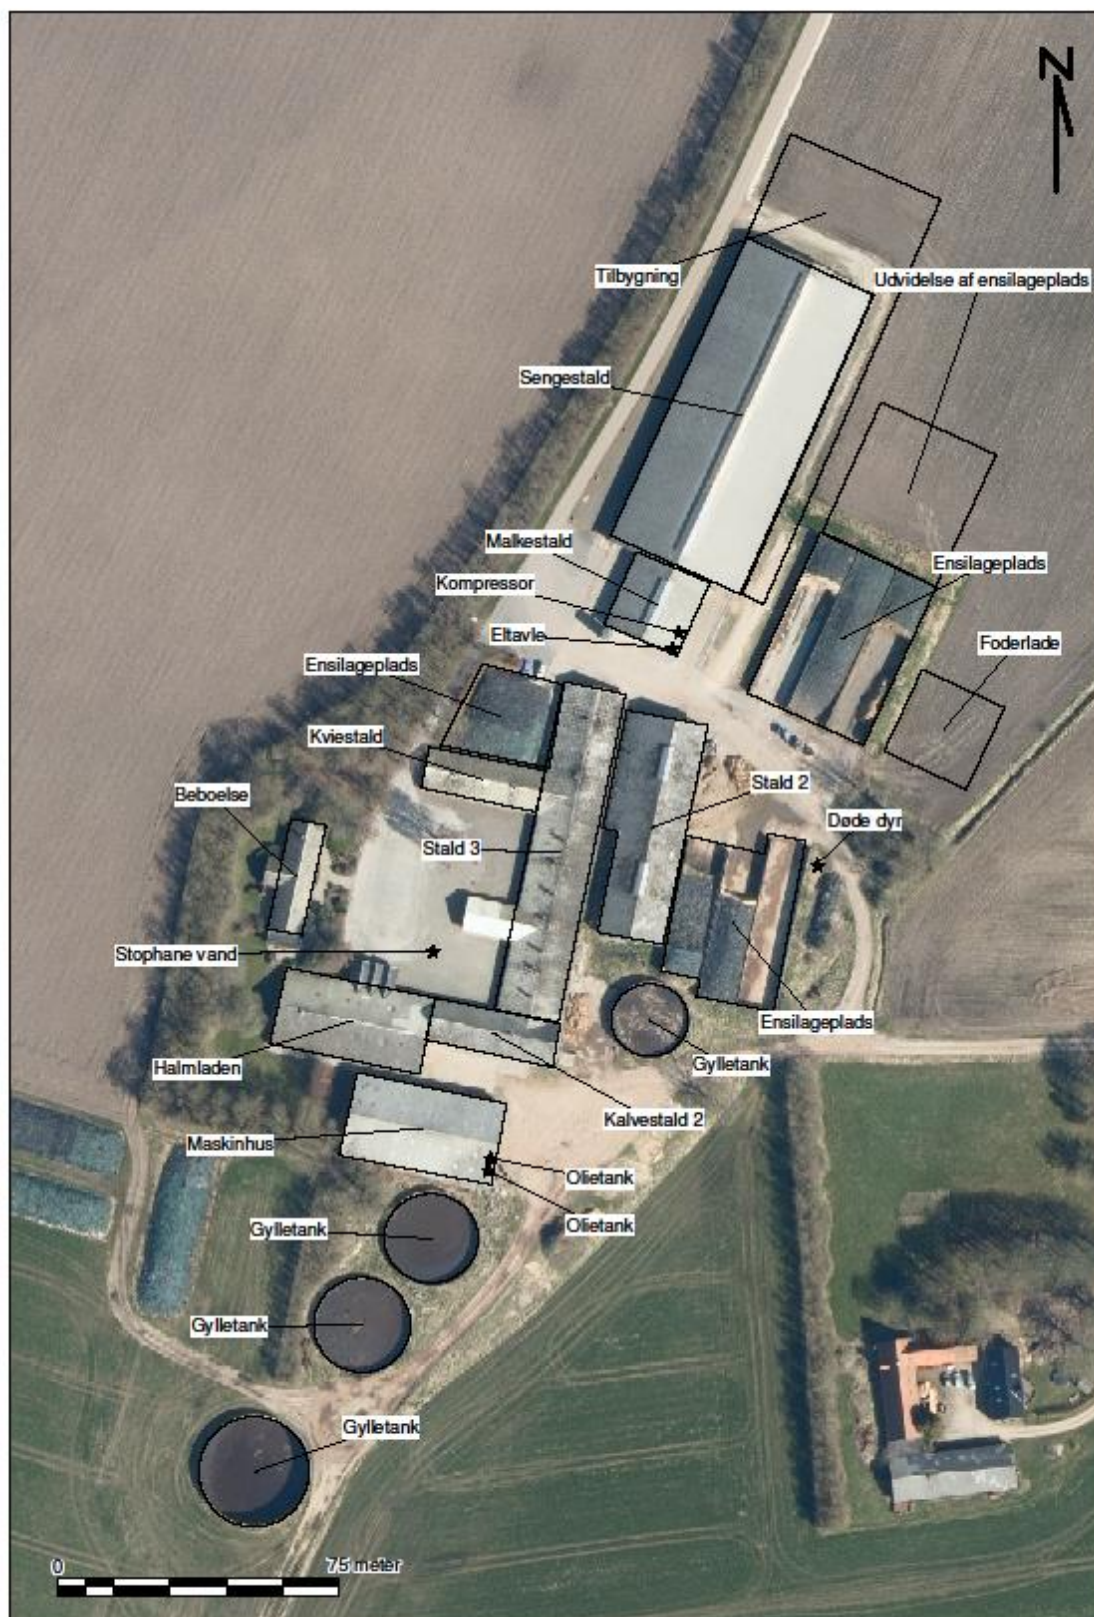 N
Tilbygning
Udvidelse af ensilageplads
Sengestald
Malkestald
Ensilageplads
Kompressor
Eltavle
Foderlade
Ensilageplads
Kviestald
Stald 2
Beboelse
Døde dyr
Stald 3
Stophane vand
Ensilageplads
Gylletank
Halmladen
Kalvestald 2
Maskinhus
Olietank
Olietank
Gylletank
Gylletank
Gylletank
0 75 meter